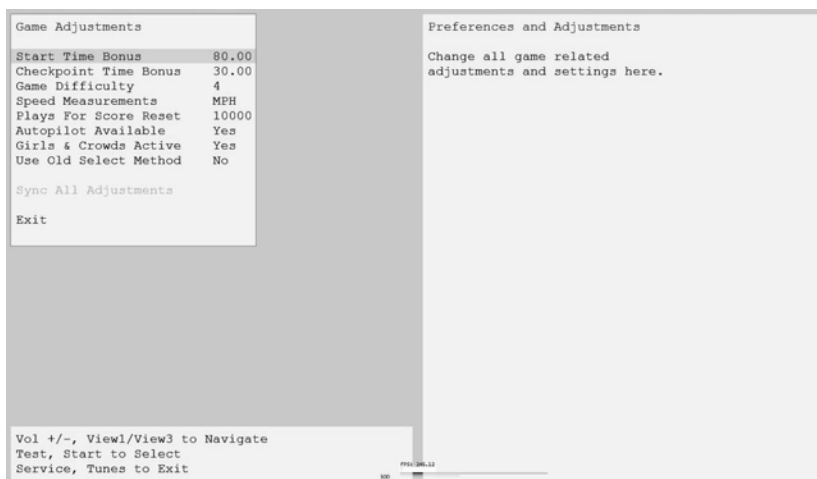 Game Adjustments
Start Time Bonus 80.00
Checkpoint Time Bonus 30.00
Game Difficulty 4
Speed Measurements MPH
Plays For Score Reset 10000
Autopilot Available Yes
Girls & Crowds Active Yes
Use Old Select Method No
Sync All Adjustments
Exit
Preferences and Adjustments
Change all game related
adjustments and settings here.
Vol +/-, View1/View3 to Navigate
Test, Start to Select
Service, Tunes to Exit